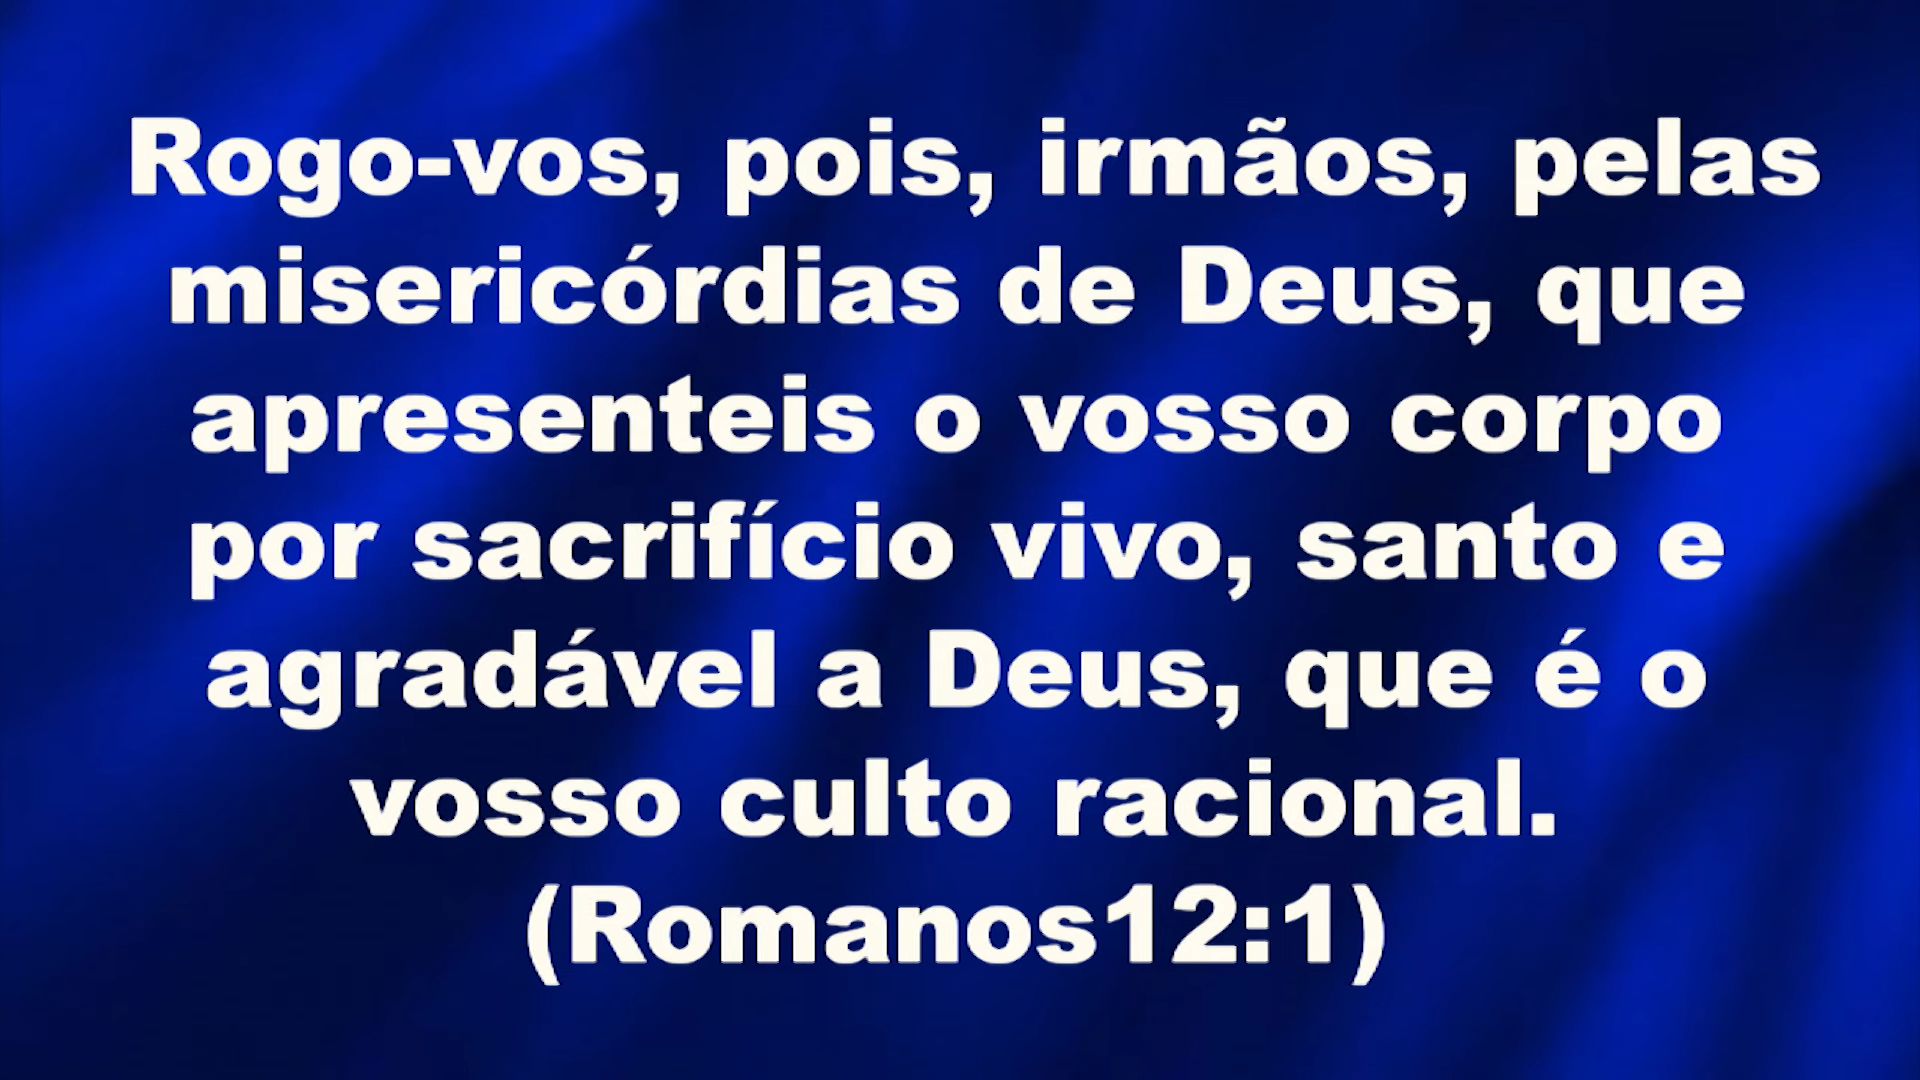 Rogo-vos, pois, irmãos, pelas
misericórdias de Deus, que
apresenteis o vosso corpo
por sacrifício vivo, santo e
agradável a Deus, que é o
vosso culto racional.
(Romanos12:1)